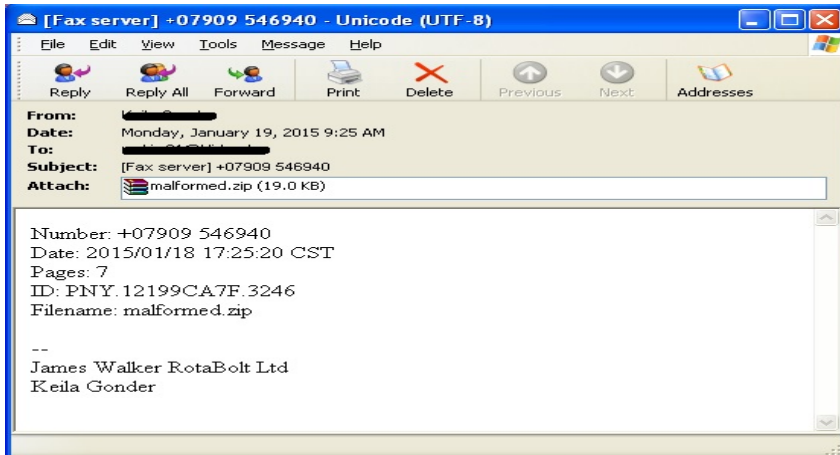 [Fax server] +07909 546940 - Unicode (UTF-8)
File Edit View Tools Message Help
Reply Reply All Forward Print Delete Previous Next Addresses
From:
Date: Monday, January 19, 2015 9:25 AM
To:
Subject: [Fax server] +07909 546940
Attach: malformed.zip (19.0 KB)
Number: +07909 546940
Date: 2015/01/18 17:25:20 CST
Pages: 7
ID: PNY.12199CA7F.3246
Filename: malformed.zip
--
James Walker RotaBolt Ltd
Keila Gonder